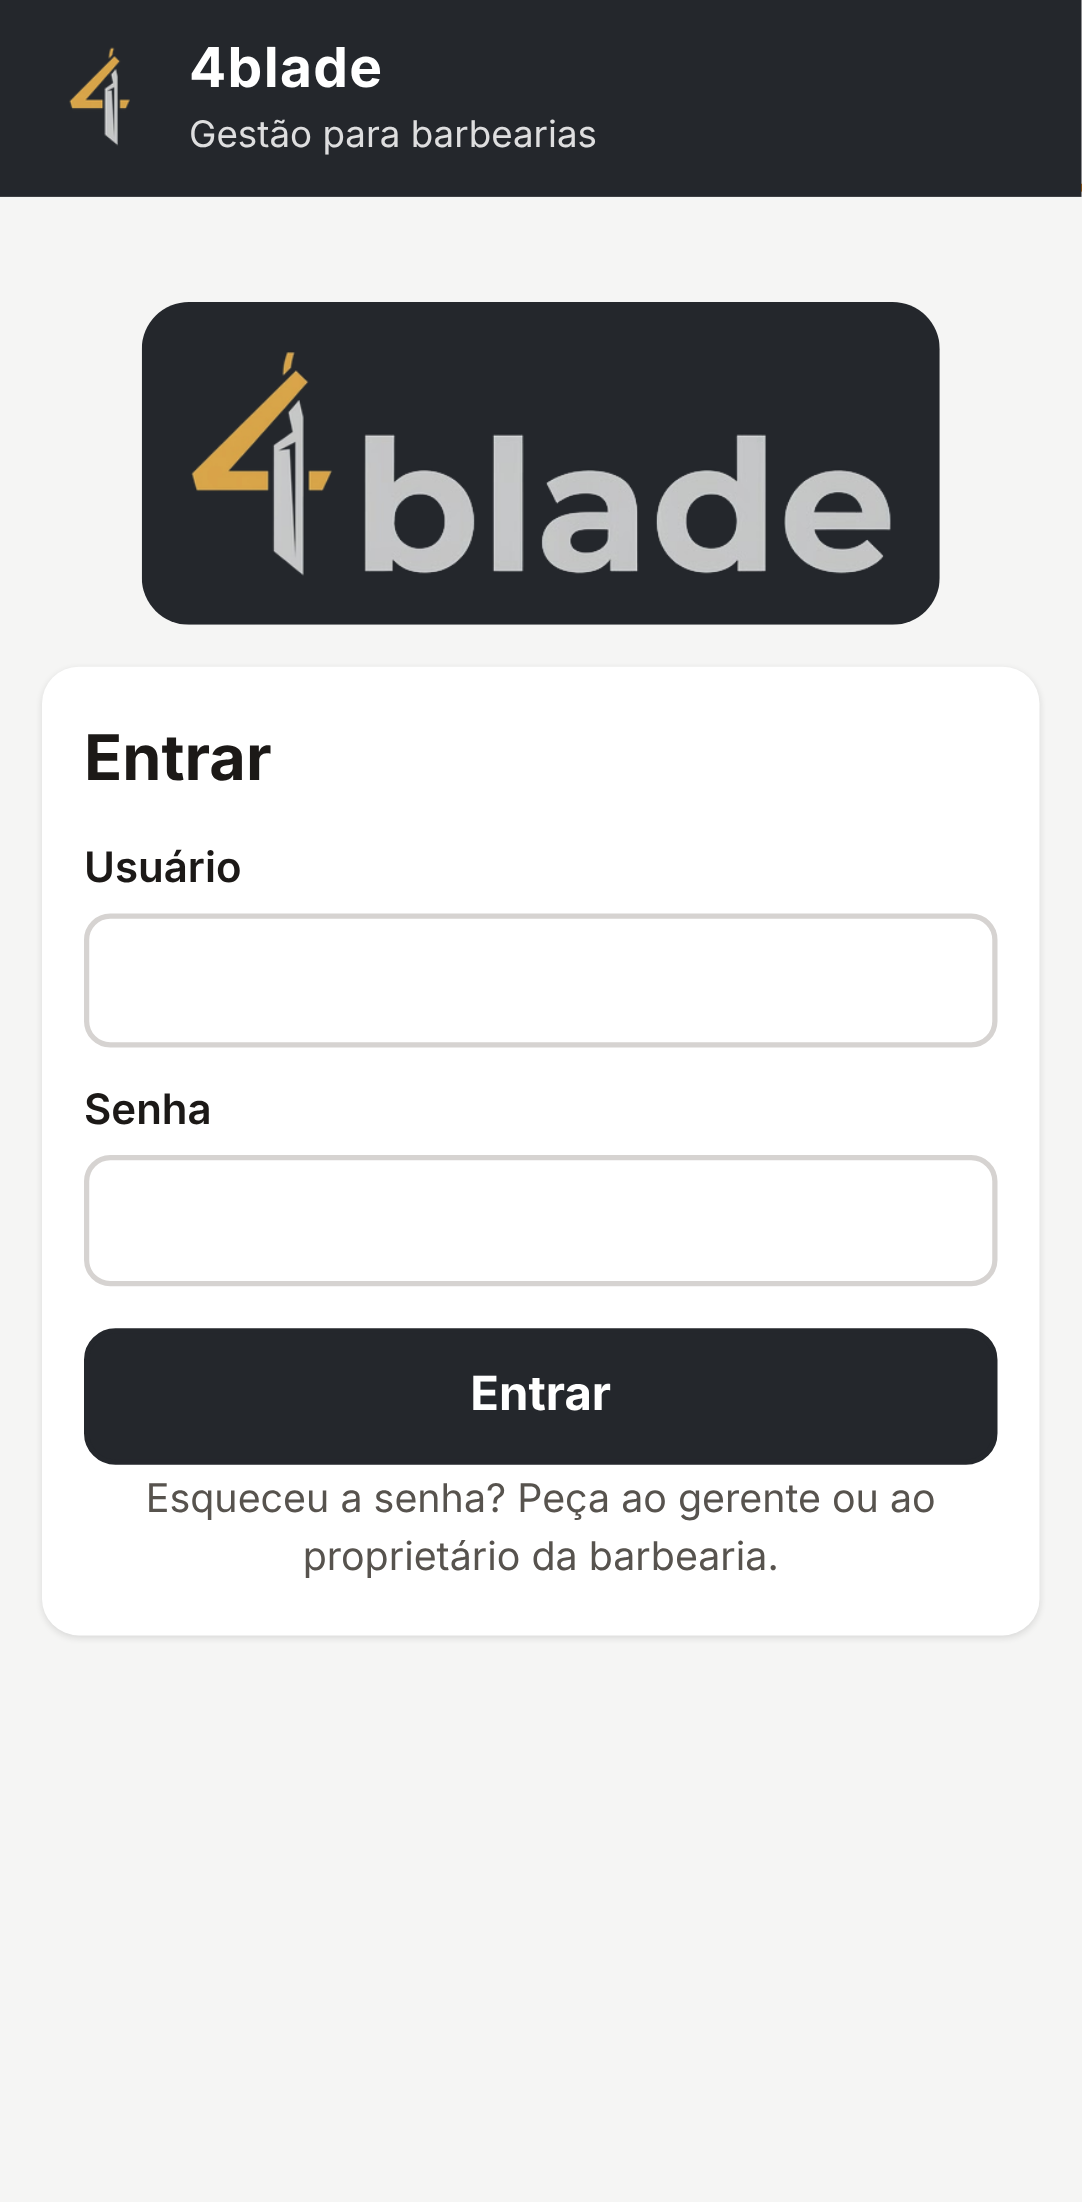 4blade
Gestão para barbearias
4blade
Entrar
Usuário
Senha
Entrar
Esqueceu a senha? Peça ao gerente ou ao
proprietário da barbearia.